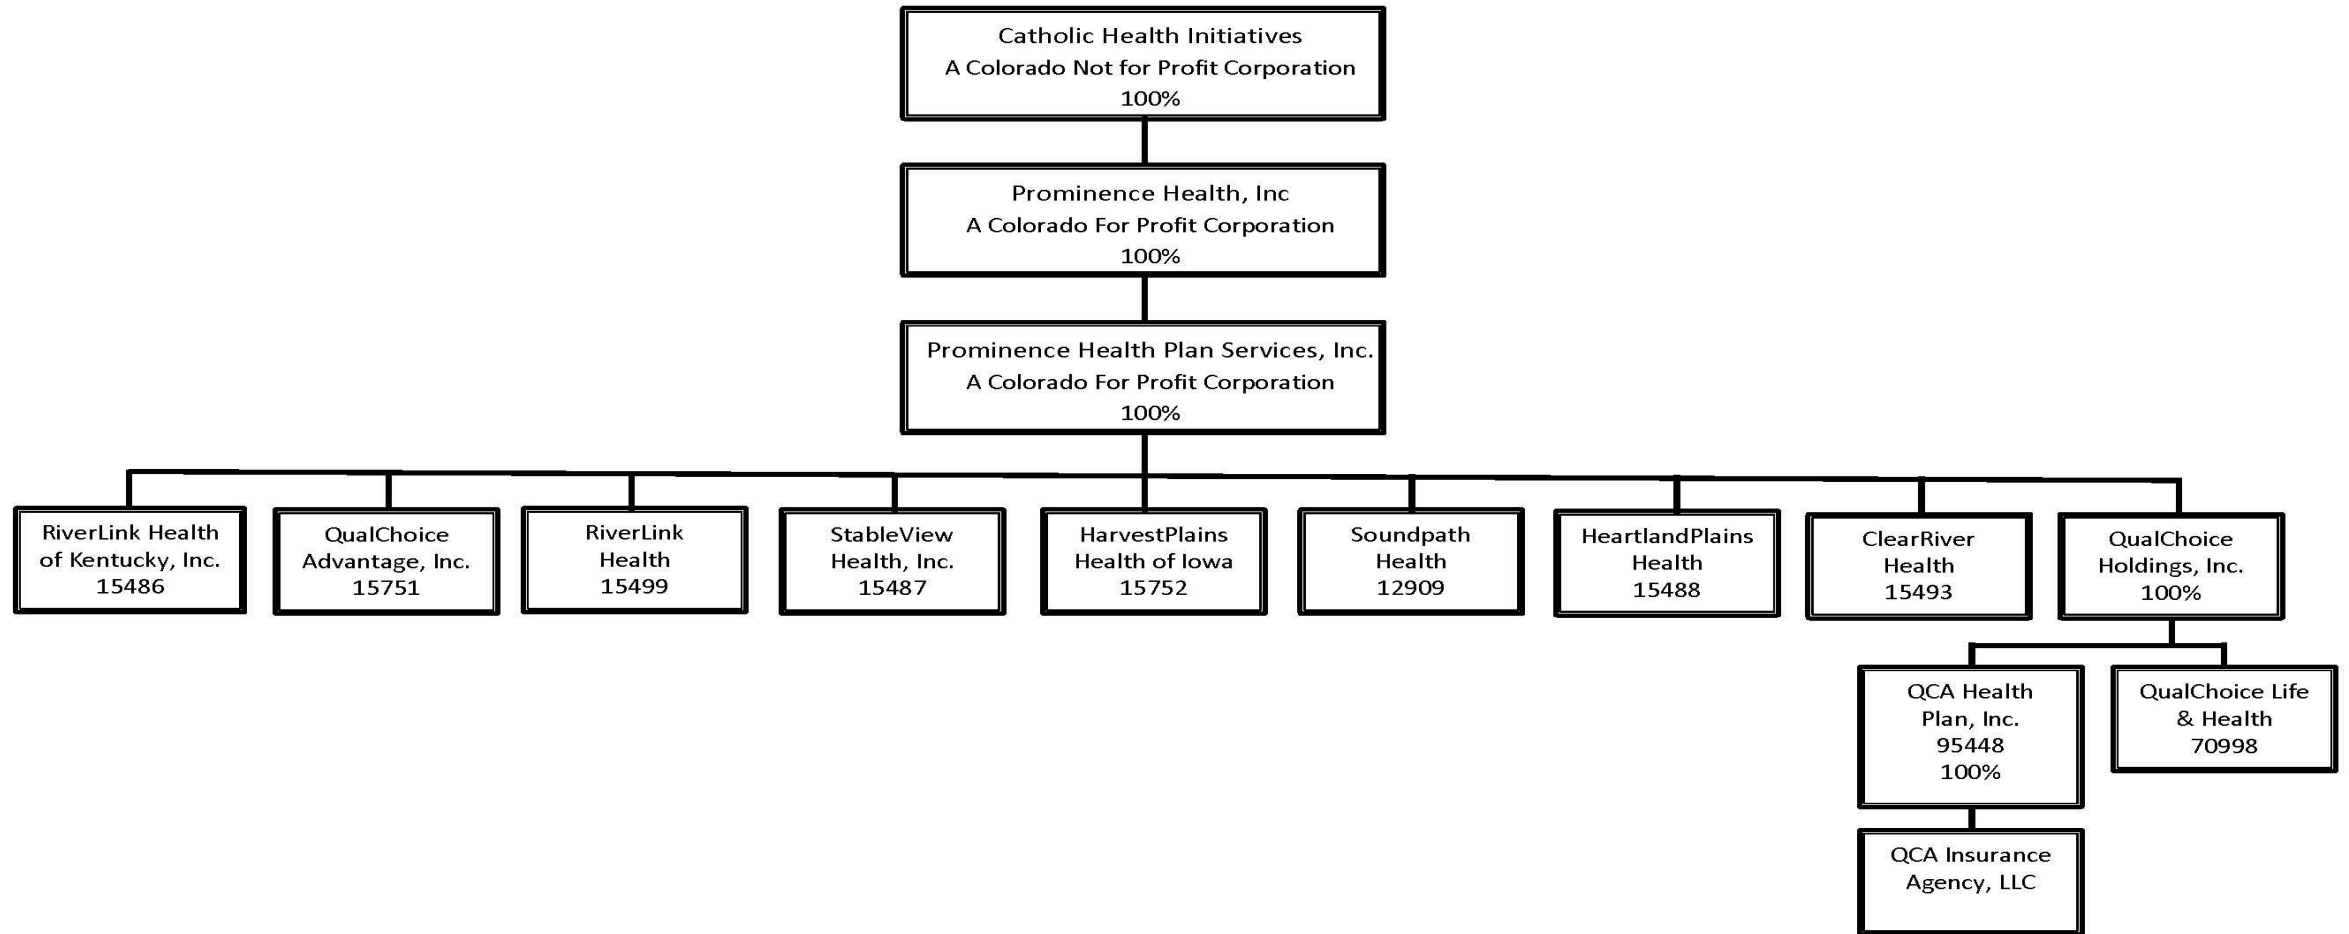 Catholic Health Initiatives
A Colorado Not for Profit Corporation
100%
Prominence Health, Inc
A Colorado For Profit Corporation
100%
Prominence Health Plan Services, Inc.
A Colorado For Profit Corporation
100%
RiverLink Health
of Kentucky, Inc.
15486
QualChoice
Advantage, Inc.
15751
RiverLink
Health
15499
StableView
Health, Inc.
15487
HarvestPlains
Health of Iowa
15752
Soundpath
Health
12909
HeartlandPlains
Health
15488
ClearRiver
Health
15493
QualChoice
Holdings, Inc.
100%
QCA Health
Plan, Inc.
95448
100%
QualChoice Life
& Health
70998
QCA Insurance
Agency, LLC